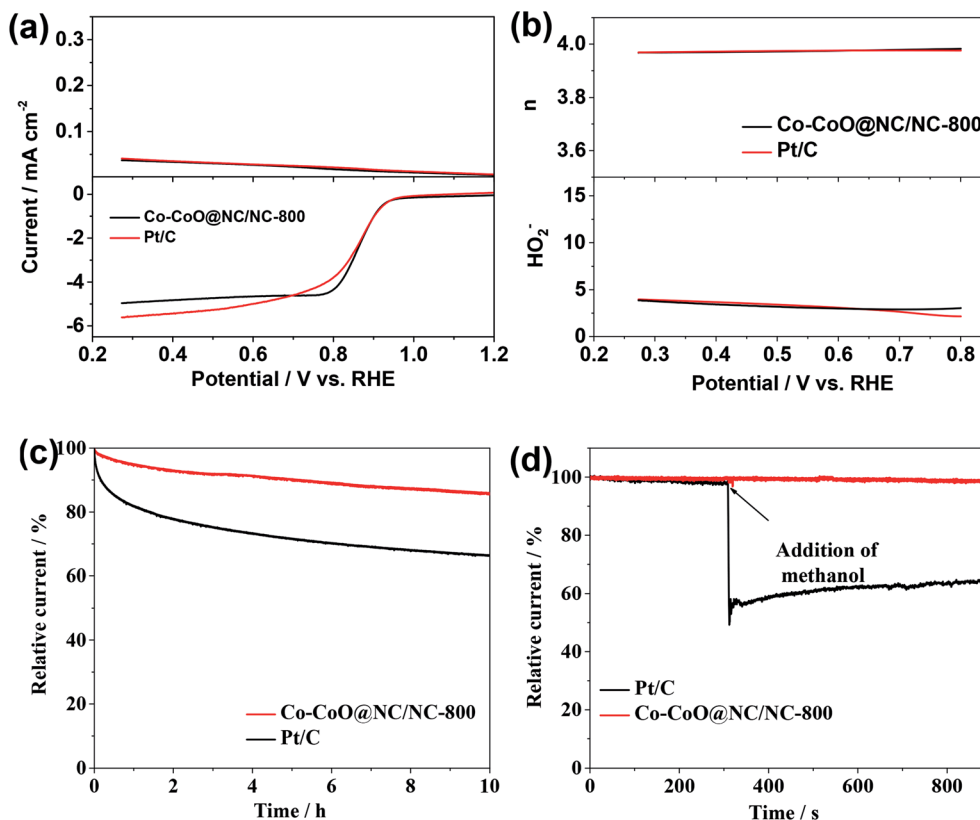 (a)
0.3
0.2
0.1
0
-2
-4
-6
Current / mA cm⁻²
Co-CoO@NC/NC-800
Pt/C
0.2 0.4 0.6 0.8 1.0 1.2
Potential / V vs. RHE
(b)
4.0
3.8
3.6
n
Co-CoO@NC/NC-800
Pt/C
15
10
5
0
HO₂⁻
0.2 0.3 0.4 0.5 0.6 0.7 0.8
Potential / V vs. RHE
(c)
100
80
60
40
20
0
Relative current / %
Co-CoO@NC/NC-800
Pt/C
0 2 4 6 8 10
Time / h
(d)
100
80
60
40
20
0
Relative current / %
Addition of
methanol
Pt/C
Co-CoO@NC/NC-800
0 200 400 600 800
Time / s